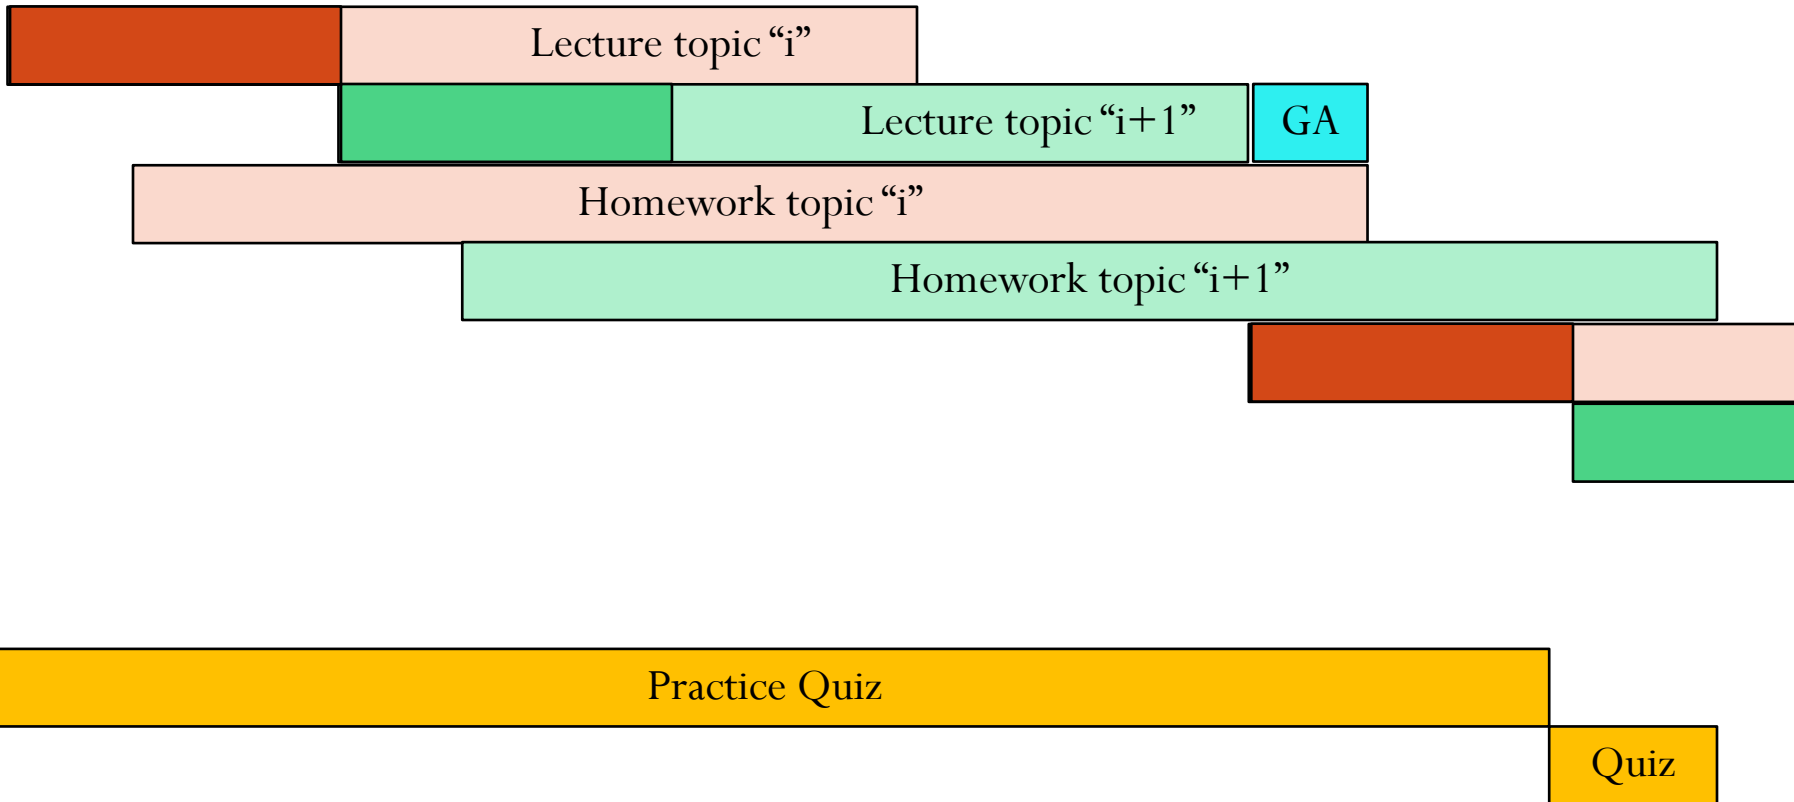 Lecture topic “i”
Lecture topic “i+1”
GA
Homework topic “i”
Homework topic “i+1”
Practice Quiz
Quiz